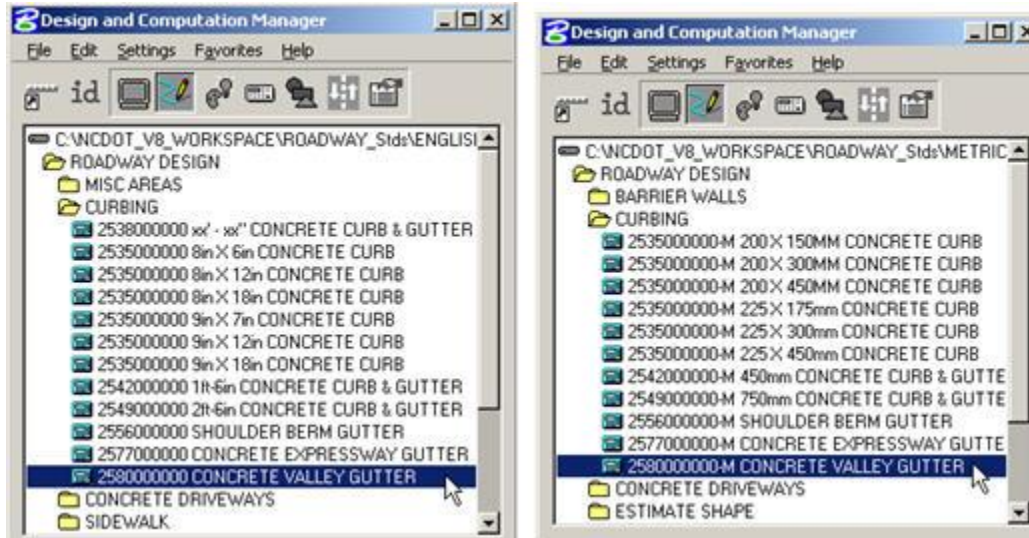 Design and Computation Manager
File Edit Settings Favorites Help
id
C:\NCDOT_V8_WORKSPACE\ROADWAY_Stds\ENGLISI
ROADWAY DESIGN
MISC AREAS
CURBING
2538000000 xx' - xx" CONCRETE CURB & GUTTER
2535000000 8in X 6in CONCRETE CURB
2535000000 8in X 12in CONCRETE CURB
2535000000 8in X 18in CONCRETE CURB
2535000000 9in X 7in CONCRETE CURB
2535000000 9in X 12in CONCRETE CURB
2535000000 9in X 18in CONCRETE CURB
2542000000 1ft-6in CONCRETE CURB & GUTTER
2549000000 2ft-6in CONCRETE CURB & GUTTER
2556000000 SHOULDER BERM GUTTER
2577000000 CONCRETE EXPRESSWAY GUTTER
2580000000 CONCRETE VALLEY GUTTER
CONCRETE DRIVEWAYS
SIDEWALK
Design and Computation Manager
File Edit Settings Favorites Help
id
C:\NCDOT_V8_WORKSPACE\ROADWAY_Stds\METRIC
ROADWAY DESIGN
BARRIER WALLS
CURBING
2535000000-M 200 X 150MM CONCRETE CURB
2535000000-M 200 X 300MM CONCRETE CURB
2535000000-M 200 X 450MM CONCRETE CURB
2535000000-M 225 X 175mm CONCRETE CURB
2535000000-M 225 X 300mm CONCRETE CURB
2535000000-M 225 X 450mm CONCRETE CURB
2542000000-M 450mm CONCRETE CURB & GUTTE
2549000000-M 750mm CONCRETE CURB & GUTTE
2556000000-M SHOULDER BERM GUTTER
2577000000-M CONCRETE EXPRESSWAY GUTTE
2580000000-M CONCRETE VALLEY GUTTER
CONCRETE DRIVEWAYS
ESTIMATE SHAPE